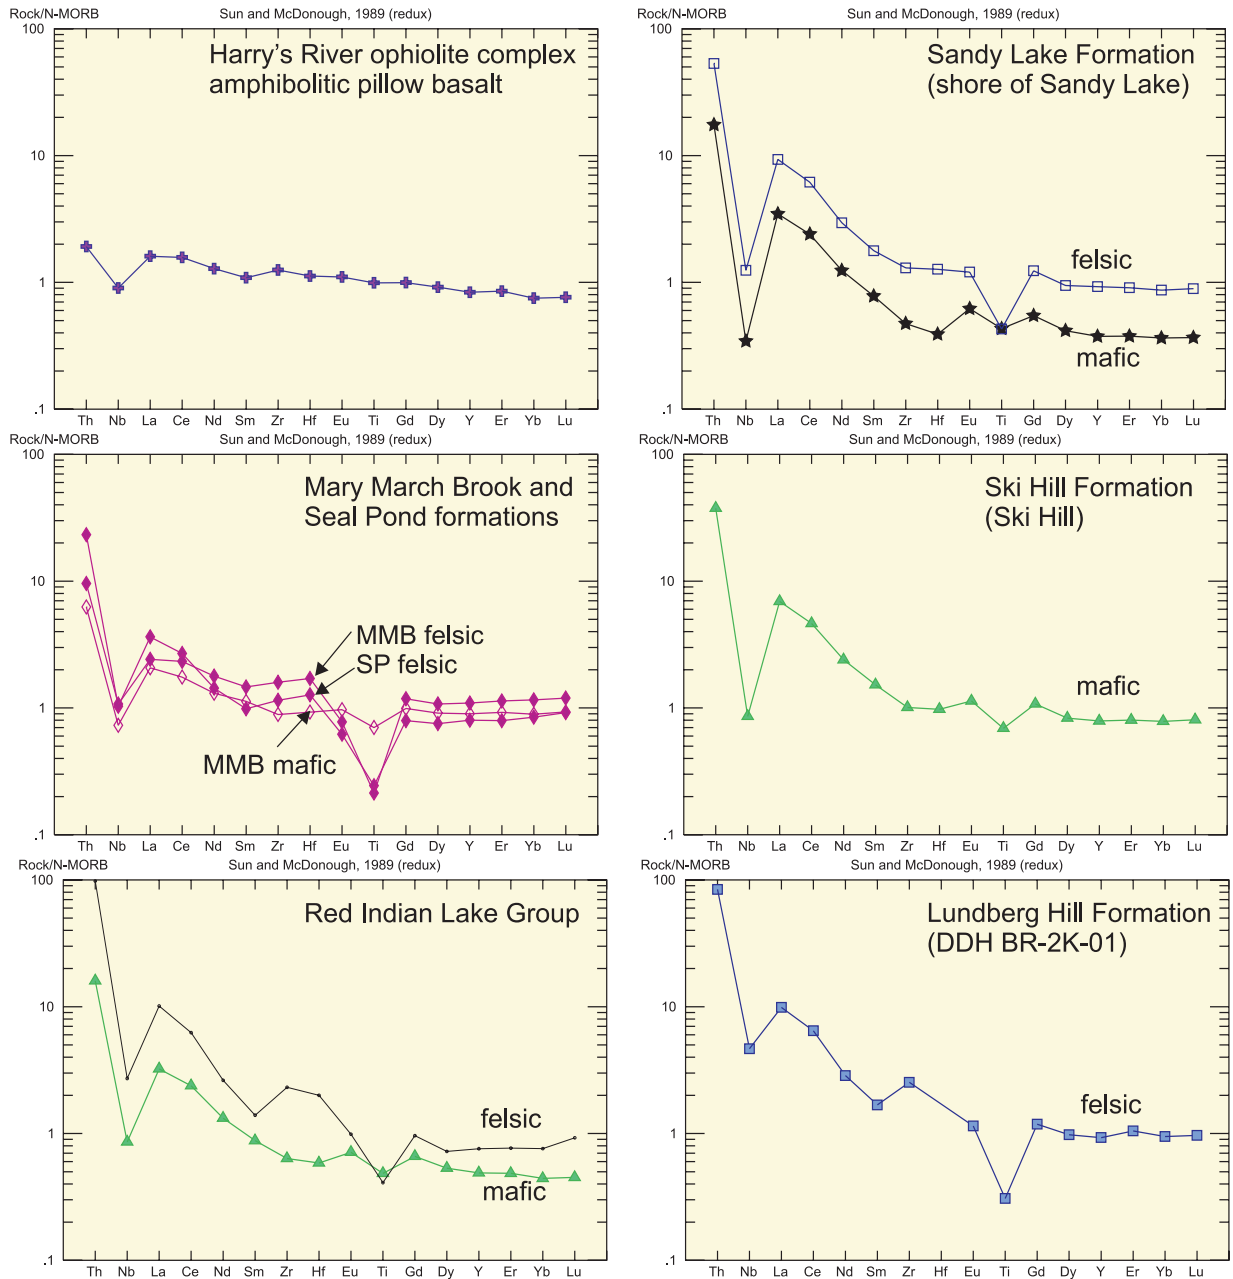 Rock/N-MORB Sun and McDonough, 1989 (redux)
100
Harry's River ophiolite complex
amphibolitic pillow basalt
10
1
.1
Th Nb La Ce Nd Sm Zr Hf Eu Ti Gd Dy Y Er Yb Lu
Rock/N-MORB Sun and McDonough, 1989 (redux)
100
Sandy Lake Formation
(shore of Sandy Lake)
10
felsic
1
mafic
.1
Th Nb La Ce Nd Sm Zr Hf Eu Ti Gd Dy Y Er Yb Lu
Rock/N-MORB Sun and McDonough, 1989 (redux)
100
Mary March Brook and
Seal Pond formations
10
MMB felsic
SP felsic
1
MMB mafic
.1
Th Nb La Ce Nd Sm Zr Hf Eu Ti Gd Dy Y Er Yb Lu
Rock/N-MORB Sun and McDonough, 1989 (redux)
100
Ski Hill Formation
(Ski Hill)
10
mafic
1
.1
Th Nb La Ce Nd Sm Zr Hf Eu Ti Gd Dy Y Er Yb Lu
Rock/N-MORB Sun and McDonough, 1989 (redux)
100
Red Indian Lake Group
10
felsic
1
mafic
.1
Th Nb La Ce Nd Sm Zr Hf Eu Ti Gd Dy Y Er Yb Lu
Rock/N-MORB Sun and McDonough, 1989 (redux)
100
Lundberg Hill Formation
(DDH BR-2K-01)
10
felsic
1
.1
Th Nb La Ce Nd Sm Zr Hf Eu Ti Gd Dy Y Er Yb Lu